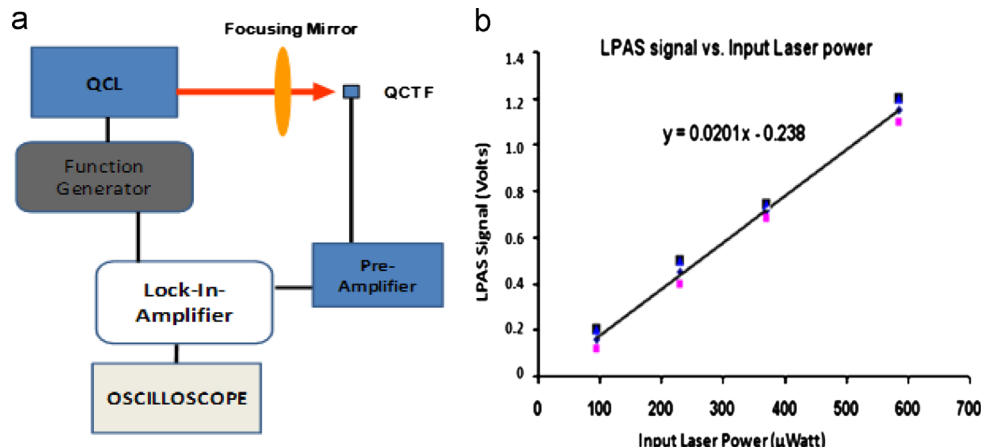 a
Focusing Mirror
QCL
QCTF
Function
Generator
Pre-
Amplifier
Lock-In-
Amplifier
OSCILLOSCOPE
b
LPAS signal vs. Input Laser power
y = 0.0201x - 0.238
LPAS Signal (Volts)
1.4
1.2
1.0
0.8
0.6
0.4
0.2
0
0 100 200 300 400 500 600 700
Input Laser Power (µWatt)